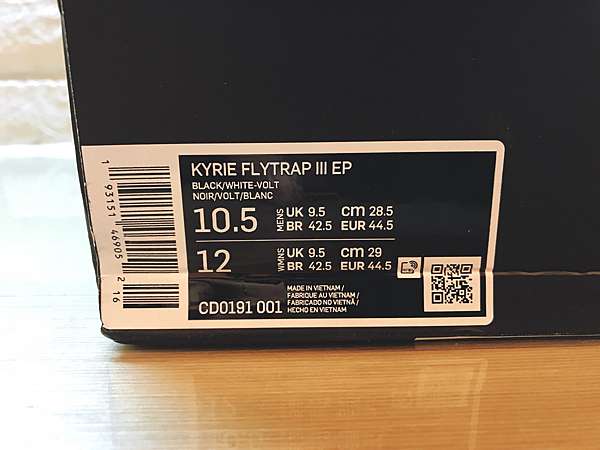 KYRIE FLYTRAP III EP
BLACK/WHITE-VOLT
NOIR/VOLT/BLANC
10.5 MENS UK 9.5 CM 28.5
BR 42.5 EUR 44.5
12 WMNS UK 9.5 CM 29
BR 42.5 EUR 44.5
CD0191 001
MADE IN VIETNAM /
FABRIQUE AU VIETNAM /
FABRICADO NO VIETNÃ /
HECHO EN VIETNAM
1 93151 46905 2 16